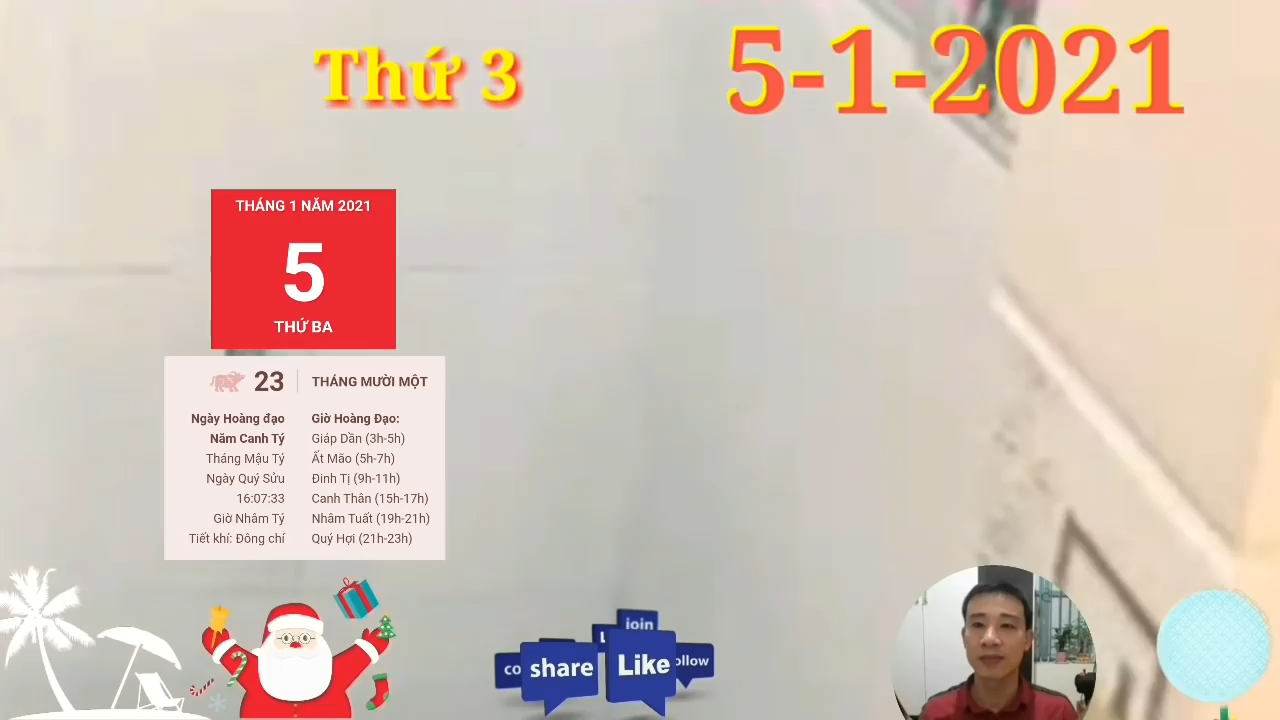 Thứ 3
5-1-2021
THÁNG 1 NĂM 2021
5
THỨ BA
23
THÁNG MƯỜI MỘT
Ngày Hoàng đạo
Năm Canh Tý
Tháng Mậu Tý
Ngày Quý Sửu
16:07:33
Giờ Nhâm Tý
Tiết khí: Đông chí
Giờ Hoàng Đạo:
Giáp Dần (3h-5h)
Ất Mão (5h-7h)
Đinh Tị (9h-11h)
Canh Thân (15h-17h)
Nhâm Tuất (19h-21h)
Quý Hợi (21h-23h)
join
share
Like